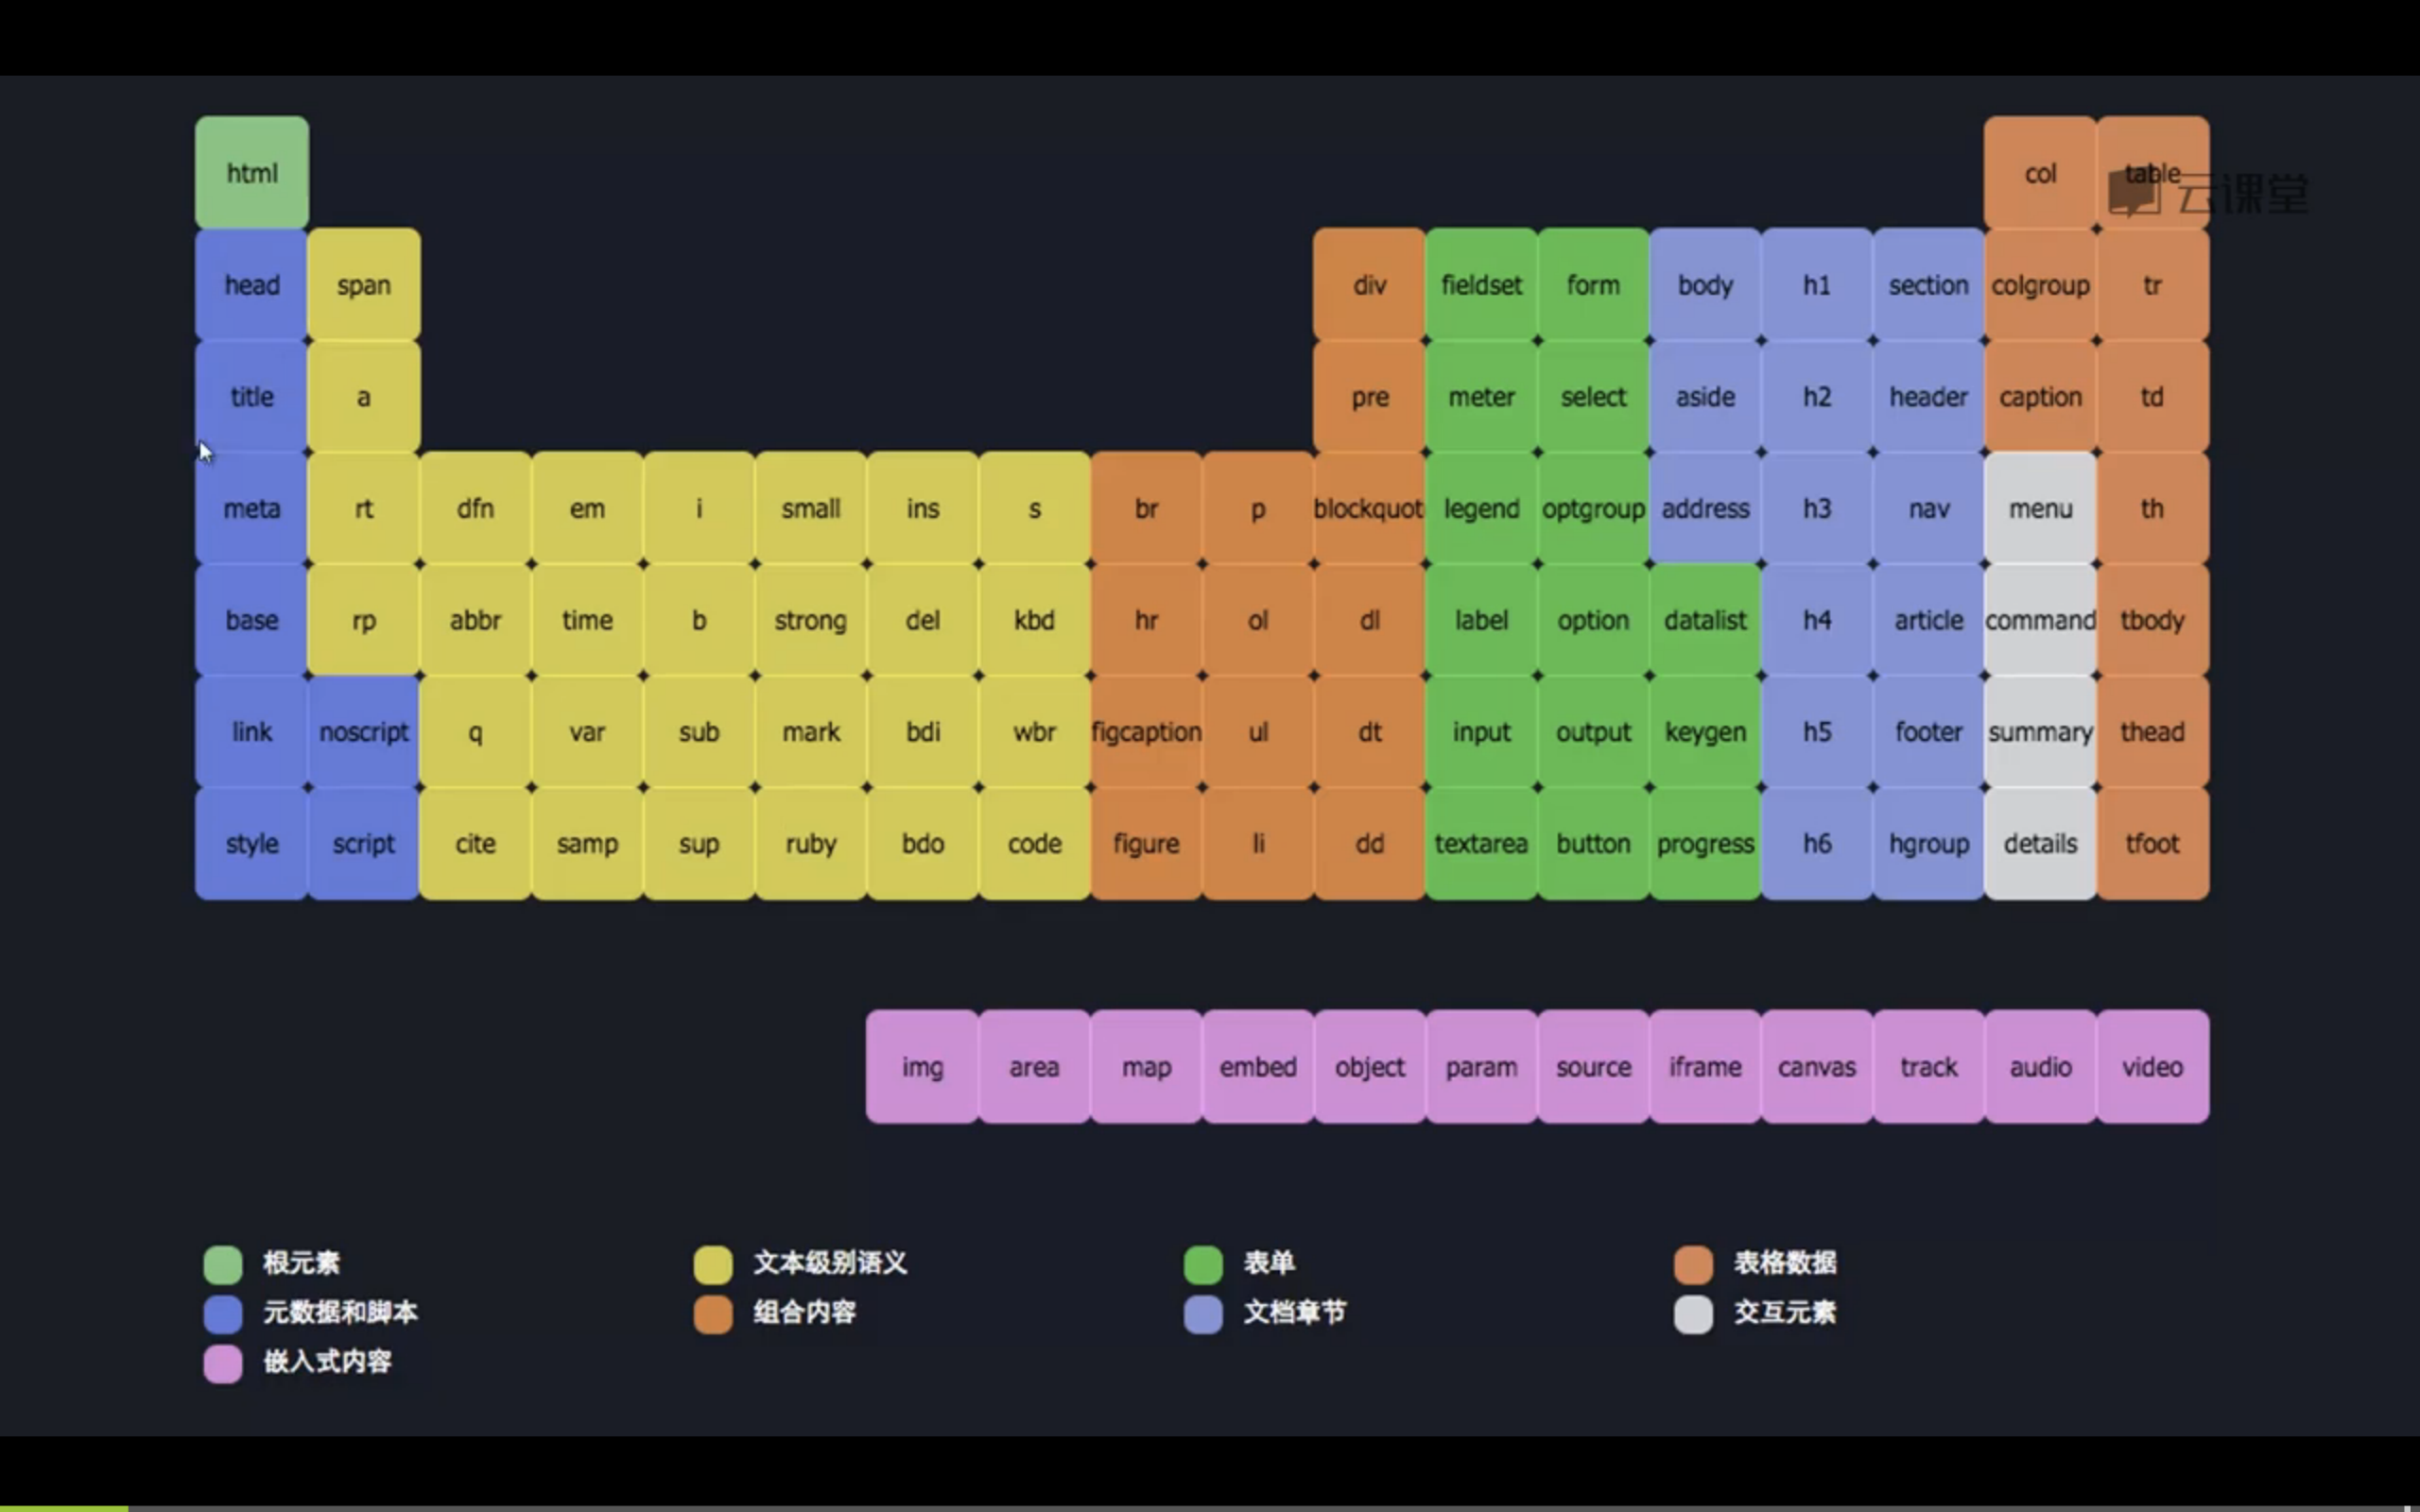 html col table
云课堂
head span div fieldset form body h1 section colgroup tr
title a pre meter select aside h2 header caption td
meta rt dfn em i small ins s br p blockquot legend optgroup address h3 nav menu th
base rp abbr time b strong del kbd hr ol dl label option datalist h4 article command tbody
link noscript q var sub mark bdi wbr figcaption ul dt input output keygen h5 footer summary thead
style script cite samp sup ruby bdo code figure li dd textarea button progress h6 hgroup details tfoot
img area map embed object param source iframe canvas track audio video
根元素 文本级别语义 表单 表格数据
元数据和脚本 组合内容 文档章节 交互元素
嵌入式内容